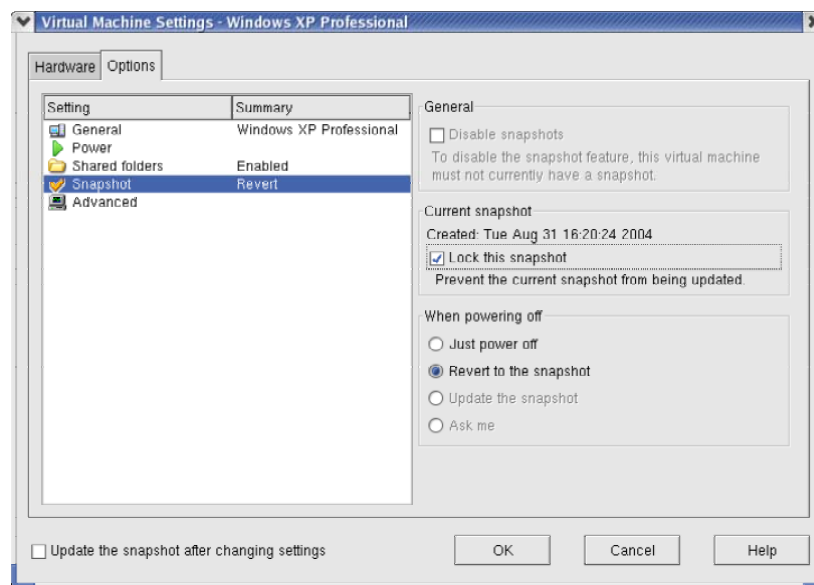 Virtual Machine Settings - Windows XP Professional
Hardware Options
Setting Summary
General Windows XP Professional
Power
Shared folders Enabled
Snapshot Revert
Advanced
General
Disable snapshots
To disable the snapshot feature, this virtual machine
must not currently have a snapshot.
Current snapshot
Created: Tue Aug 31 16:20:24 2004
Lock this snapshot
Prevent the current snapshot from being updated.
When powering off
Just power off
Revert to the snapshot
Update the snapshot
Ask me
Update the snapshot after changing settings
OK Cancel Help